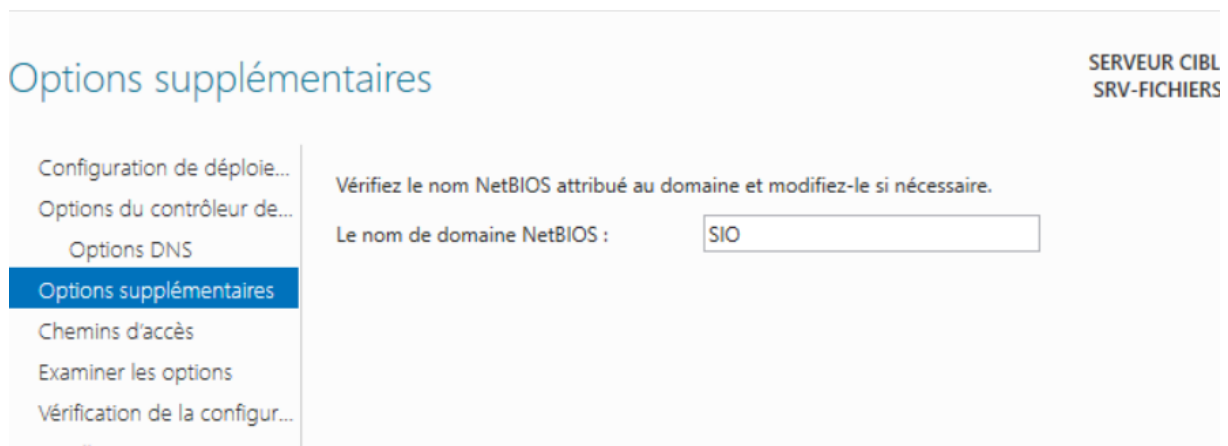 Options supplémentaires
SERVEUR CIBL
SRV-FICHIERS
Configuration de déploie...
Options du contrôleur de...
Options DNS
Options supplémentaires
Chemins d'accès
Examiner les options
Vérification de la configur...
Vérifiez le nom NetBIOS attribué au domaine et modifiez-le si nécessaire.
Le nom de domaine NetBIOS : SIO